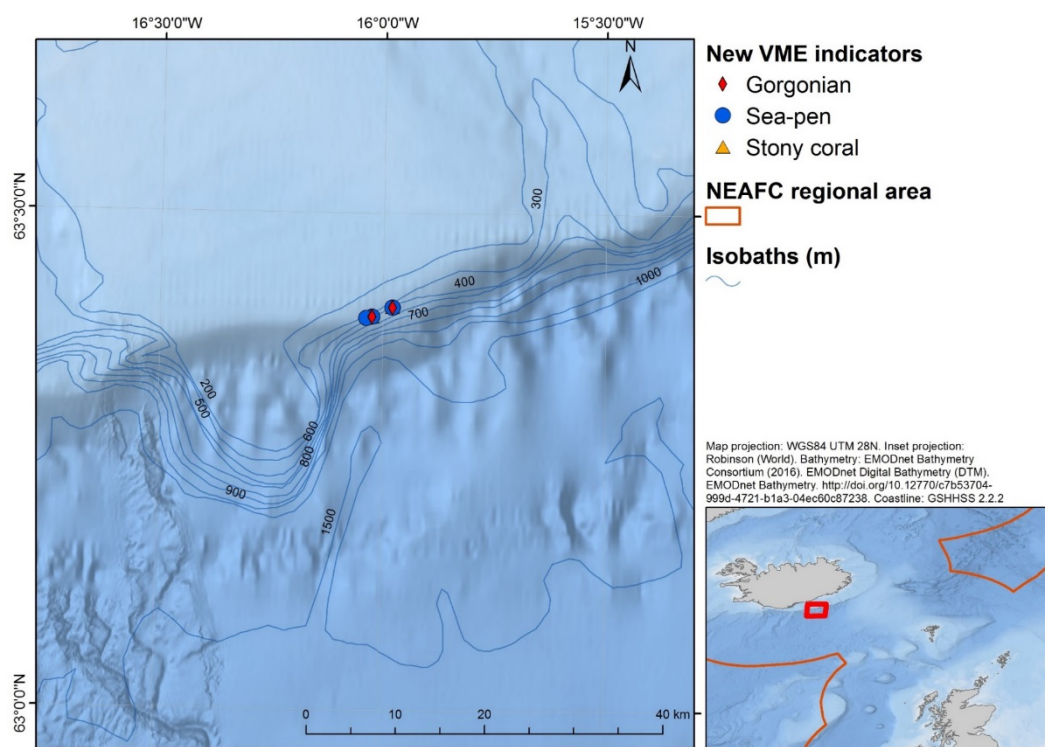 16°30'0"W
16°0'0"W
15°30'0"W
N
63°30'0"N
63°0'0"N
300
400
1000
700
200
500
600
800
900
1500
0
10
20
40 km
New VME indicators
Gorgonian
Sea-pen
Stony coral
NEAFC regional area
Isobaths (m)
Map projection: WGS84 UTM 28N. Inset projection:
Robinson (World). Bathymetry: EMODnet Bathymetry
Consortium (2016). EMODnet Digital Bathymetry (DTM).
EMODnet Bathymetry. http://doi.org/10.12770/c7b53704-
999d-4721-b1a3-04ec60c87238. Coastline: GSHHSS 2.2.2